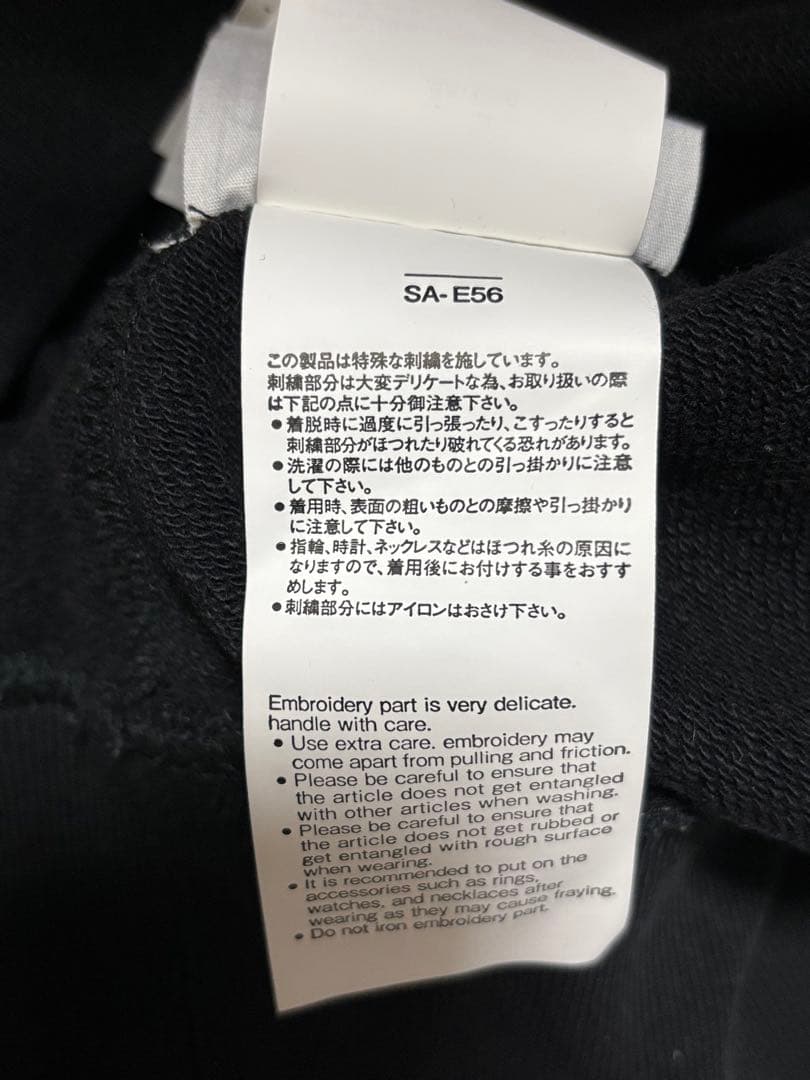 SA-E56
この製品は特殊な刺繍を施しています。
刺繍部分は大変デリケートな為、お取り扱いの際
は下記の点に十分御注意下さい。
●着脱時に過度に引っ張ったり、こすったりすると
刺繍部分がほつれたり破れてくる恐れがあります。
●洗濯の際には他のものとの引っ掛かりに注意
して下さい。
●着用時、表面の粗いものとの摩擦や引っ掛かり
に注意して下さい。
●指輪、時計、ネックレスなどはほつれ糸の原因に
なりますので、着用後にお付けする事をおすす
めします。
●刺繍部分にはアイロンはおさけ下さい。
Embroidery part is very delicate.
handle with care.
● Use extra care. embroidery may
come apart from pulling and friction.
● Please be careful to ensure that
the article does not get entangled
with other articles when washing.
● Please be careful to ensure that
the article does not get rubbed or
get entangled with rough surface
when wearing.
● It is recommended to put on the
accessories such as rings,
watches, and necklaces after
wearing as they may cause fraying.
● Do not iron embroidery part.